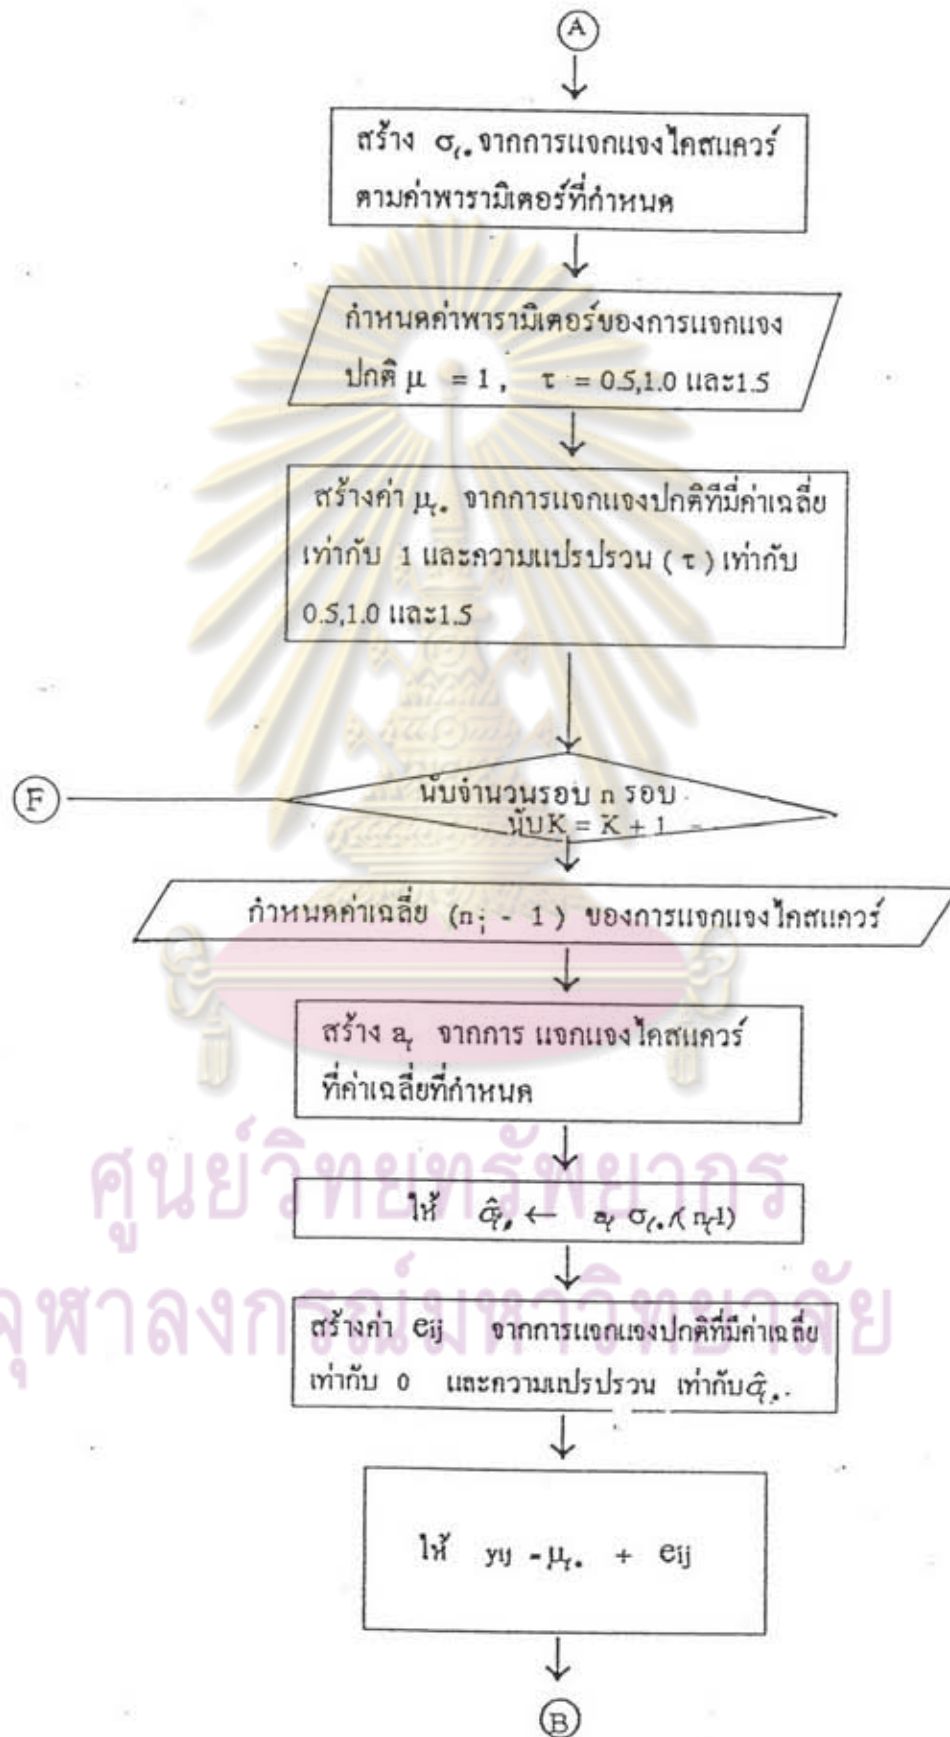 A
สร้าง σᵢ. จากการแจกแจงไคสแควร์
ตามค่าพารามิเตอร์ที่กำหนด
กำหนดค่าพารามิเตอร์ของการแจกแจง
ปกติ μ = 1 , τ = 0.5,1.0 และ1.5
สร้างค่า μᵢ. จากการแจกแจงปกติที่มีค่าเฉลี่ย
เท่ากับ 1 และความแปรปรวน ( τ ) เท่ากับ
0.5,1.0 และ1.5
นับจำนวนรอบ n รอบ
F
นับ K = K + 1
กำหนดค่าเฉลี่ย (nᵢ - 1 ) ของการแจกแจงไคสแควร์
สร้าง aᵢ จากการ แจกแจงไคสแควร์
ที่ค่าเฉลี่ยที่กำหนด
ให้ σ̂ᵢ. ← aᵢ σᵢ. /( nᵢ-1)
ศูนย์วิทยทรัพยากร
จุฬาลงกรณ์มหาวิทยาลัย
สร้างค่า eij จากการแจกแจงปกติที่มีค่าเฉลี่ย
เท่ากับ 0 และความแปรปรวน เท่ากับ σ̂ᵢ.
ให้ yij = μᵢ. + eij
B